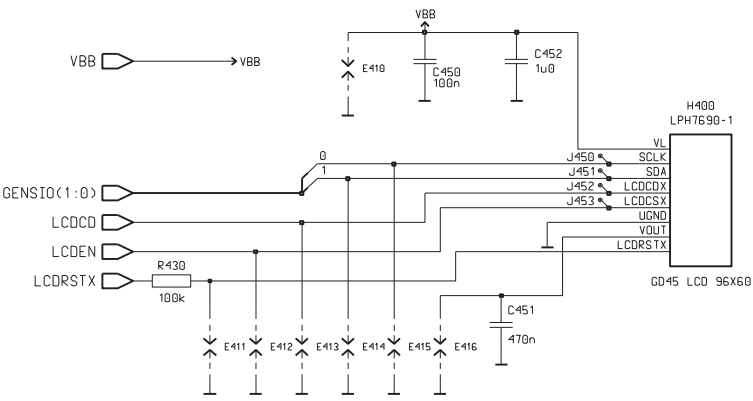 VBB
VBB
VBB
E410
C450
100n
C452
1u0
H400
LPH7690-1
VL
J450
SCLK
J451
SDA
J452
LCDCDX
J453
LCDCSX
UGND
VOUT
LCDRSTX
GD45 LCD 96X60
0
1
GENSIO(1:0)
LCDCD
LCDEN
LCDRSTX
R430
100k
C451
470n
E411
E412
E413
E414
E415
E416